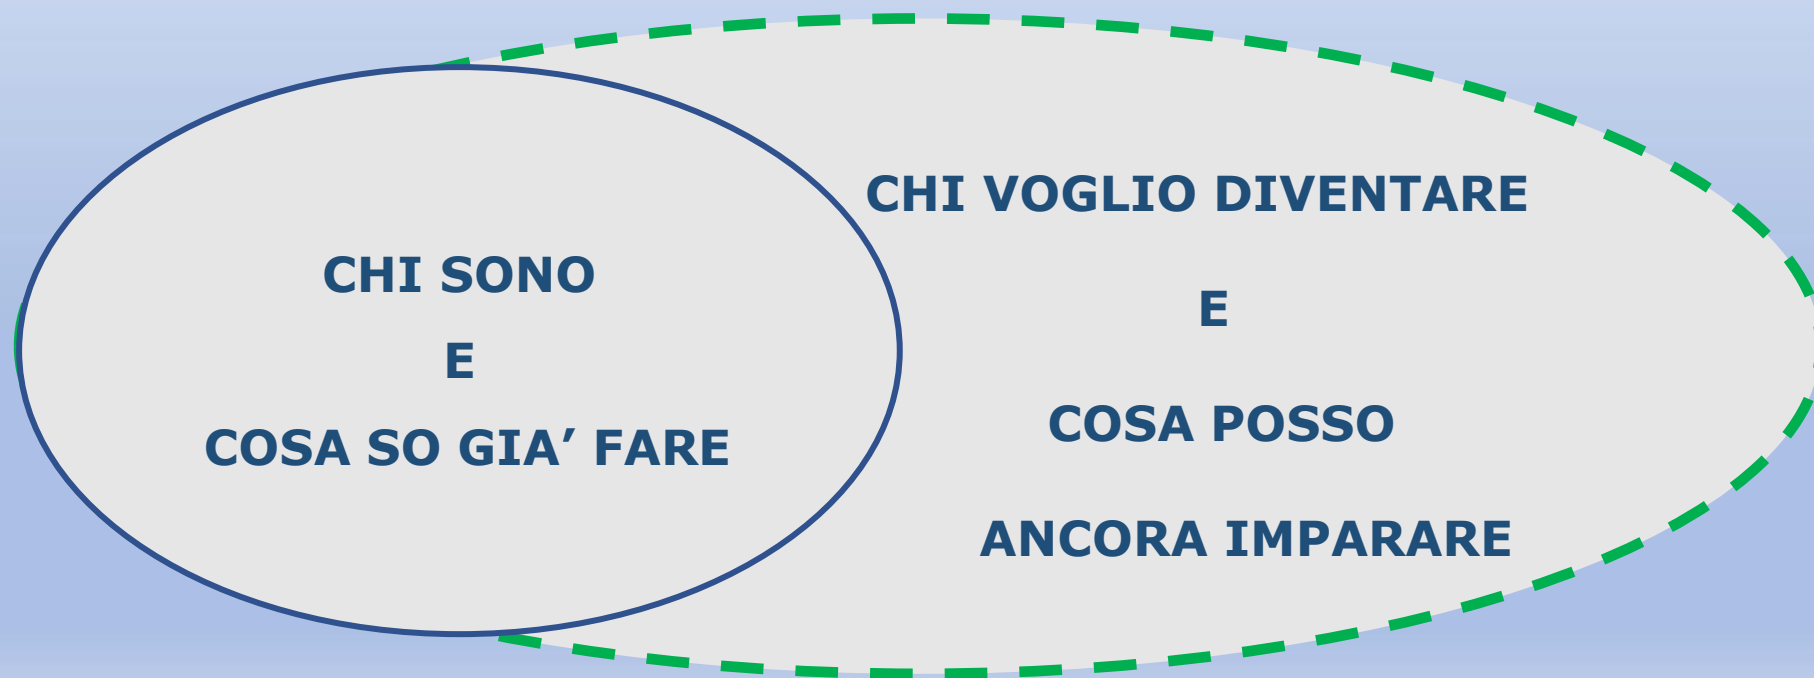 CHI SONO
E
COSA SO GIA’ FARE
CHI VOGLIO DIVENTARE
E
COSA POSSO
ANCORA IMPARARE